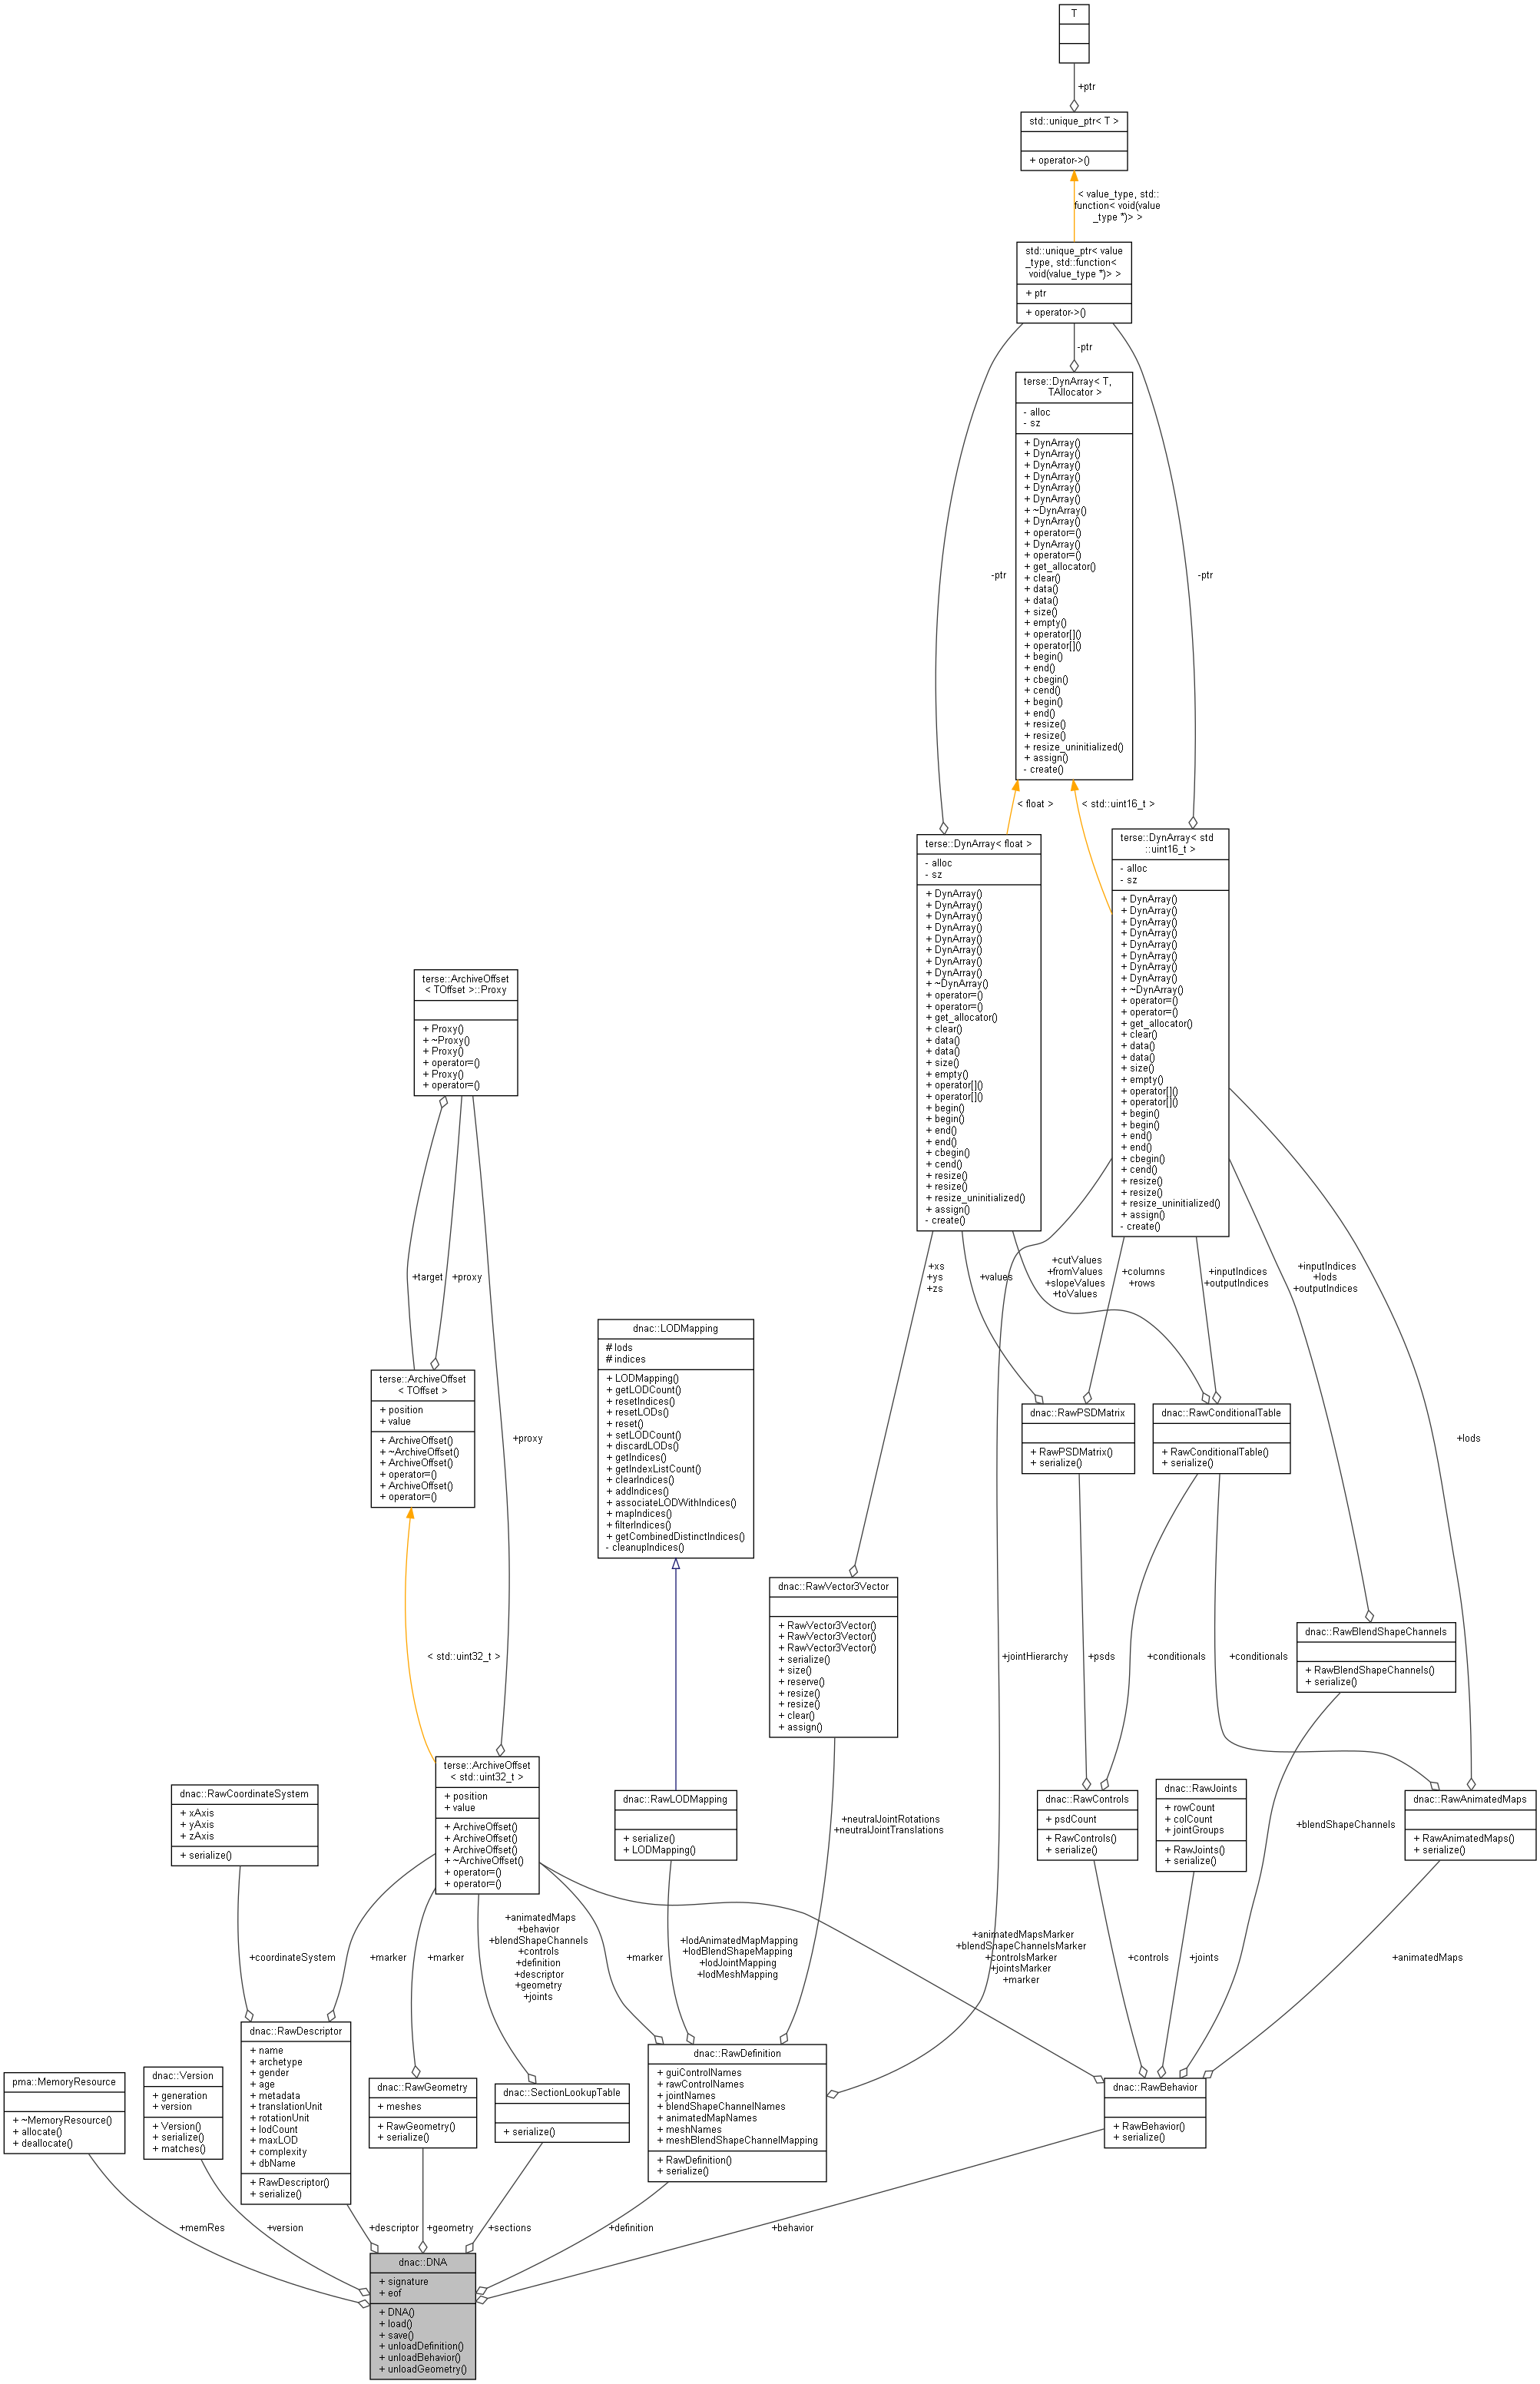 T
+ptr
std::unique_ptr< T >
+ operator->()
< value_type, std::
function< void(value
_type *)> >
std::unique_ptr< value
_type, std::function<
void(value_type *)> >
+ ptr
+ operator->()
-ptr
terse::DynArray< T,
TAllocator >
- alloc
- sz
+ DynArray()
+ DynArray()
+ DynArray()
+ DynArray()
+ DynArray()
+ DynArray()
+ ~DynArray()
+ DynArray()
+ operator=()
+ DynArray()
+ operator=()
+ get_allocator()
+ clear()
+ data()
+ data()
+ size()
+ empty()
+ operator[]()
+ operator[]()
+ begin()
+ end()
+ cbegin()
+ cend()
+ begin()
+ end()
+ resize()
+ resize()
+ resize_uninitialized()
+ assign()
- create()
-ptr
-ptr
< float >
< std::uint16_t >
terse::DynArray< float >
- alloc
- sz
+ DynArray()
+ DynArray()
+ DynArray()
+ DynArray()
+ DynArray()
+ DynArray()
+ DynArray()
+ DynArray()
+ ~DynArray()
+ operator=()
+ operator=()
+ get_allocator()
+ clear()
+ data()
+ data()
+ size()
+ empty()
+ operator[]()
+ operator[]()
+ begin()
+ begin()
+ end()
+ end()
+ cbegin()
+ cend()
+ resize()
+ resize()
+ resize_uninitialized()
+ assign()
- create()
terse::DynArray< std
::uint16_t >
- alloc
- sz
+ DynArray()
+ DynArray()
+ DynArray()
+ DynArray()
+ DynArray()
+ DynArray()
+ DynArray()
+ DynArray()
+ ~DynArray()
+ operator=()
+ operator=()
+ get_allocator()
+ clear()
+ data()
+ data()
+ size()
+ empty()
+ operator[]()
+ operator[]()
+ begin()
+ begin()
+ end()
+ end()
+ cbegin()
+ cend()
+ resize()
+ resize()
+ resize_uninitialized()
+ assign()
- create()
terse::ArchiveOffset
< TOffset >::Proxy
+ Proxy()
+ ~Proxy()
+ Proxy()
+ operator=()
+ Proxy()
+ operator=()
+target
+proxy
+proxy
terse::ArchiveOffset
< TOffset >
+ position
+ value
+ ArchiveOffset()
+ ~ArchiveOffset()
+ ArchiveOffset()
+ operator=()
+ ArchiveOffset()
+ operator=()
< std::uint32_t >
dnac::LODMapping
# lods
# indices
+ LODMapping()
+ getLODCount()
+ resetIndices()
+ resetLODs()
+ reset()
+ setLODCount()
+ discardLODs()
+ getIndices()
+ getIndexListCount()
+ clearIndices()
+ addIndices()
+ associateLODWithIndices()
+ mapIndices()
+ filterIndices()
+ getCombinedDistinctIndices()
- cleanupIndices()
+xs
+ys
+zs
+values
+cutValues
+fromValues
+slopeValues
+toValues
+columns
+rows
+inputIndices
+outputIndices
+inputIndices
+lods
+outputIndices
+lods
dnac::RawPSDMatrix
+ RawPSDMatrix()
+ serialize()
dnac::RawConditionalTable
+ RawConditionalTable()
+ serialize()
dnac::RawVector3Vector
+ RawVector3Vector()
+ RawVector3Vector()
+ RawVector3Vector()
+ serialize()
+ size()
+ reserve()
+ resize()
+ resize()
+ clear()
+ assign()
+jointHierarchy
+psds
+conditionals
+conditionals
dnac::RawBlendShapeChannels
+ RawBlendShapeChannels()
+ serialize()
dnac::RawCoordinateSystem
+ xAxis
+ yAxis
+ zAxis
+ serialize()
terse::ArchiveOffset
< std::uint32_t >
+ position
+ value
+ ArchiveOffset()
+ ArchiveOffset()
+ ArchiveOffset()
+ ~ArchiveOffset()
+ operator=()
+ operator=()
dnac::RawLODMapping
+ serialize()
+ LODMapping()
+neutralJointRotations
+neutralJointTranslations
dnac::RawControls
+ psdCount
+ RawControls()
+ serialize()
dnac::RawJoints
+ rowCount
+ colCount
+ jointGroups
+ RawJoints()
+ serialize()
+blendShapeChannels
dnac::RawAnimatedMaps
+ RawAnimatedMaps()
+ serialize()
+coordinateSystem
+marker
+marker
+animatedMaps
+behavior
+blendShapeChannels
+controls
+definition
+descriptor
+geometry
+joints
+marker
+lodAnimatedMapMapping
+lodBlendShapeMapping
+lodJointMapping
+lodMeshMapping
+animatedMapsMarker
+blendShapeChannelsMarker
+controlsMarker
+jointsMarker
+marker
+controls
+joints
+animatedMaps
pma::MemoryResource
+ ~MemoryResource()
+ allocate()
+ deallocate()
dnac::Version
+ generation
+ version
+ Version()
+ serialize()
+ matches()
dnac::RawDescriptor
+ name
+ archetype
+ gender
+ age
+ metadata
+ translationUnit
+ rotationUnit
+ lodCount
+ maxLOD
+ complexity
+ dbName
+ RawDescriptor()
+ serialize()
dnac::RawGeometry
+ meshes
+ RawGeometry()
+ serialize()
dnac::SectionLookupTable
+ serialize()
dnac::RawDefinition
+ guiControlNames
+ rawControlNames
+ jointNames
+ blendShapeChannelNames
+ animatedMapNames
+ meshNames
+ meshBlendShapeChannelMapping
+ RawDefinition()
+ serialize()
dnac::RawBehavior
+ RawBehavior()
+ serialize()
+memRes
+version
+descriptor
+geometry
+sections
+definition
+behavior
dnac::DNA
+ signature
+ eof
+ DNA()
+ load()
+ save()
+ unloadDefinition()
+ unloadBehavior()
+ unloadGeometry()